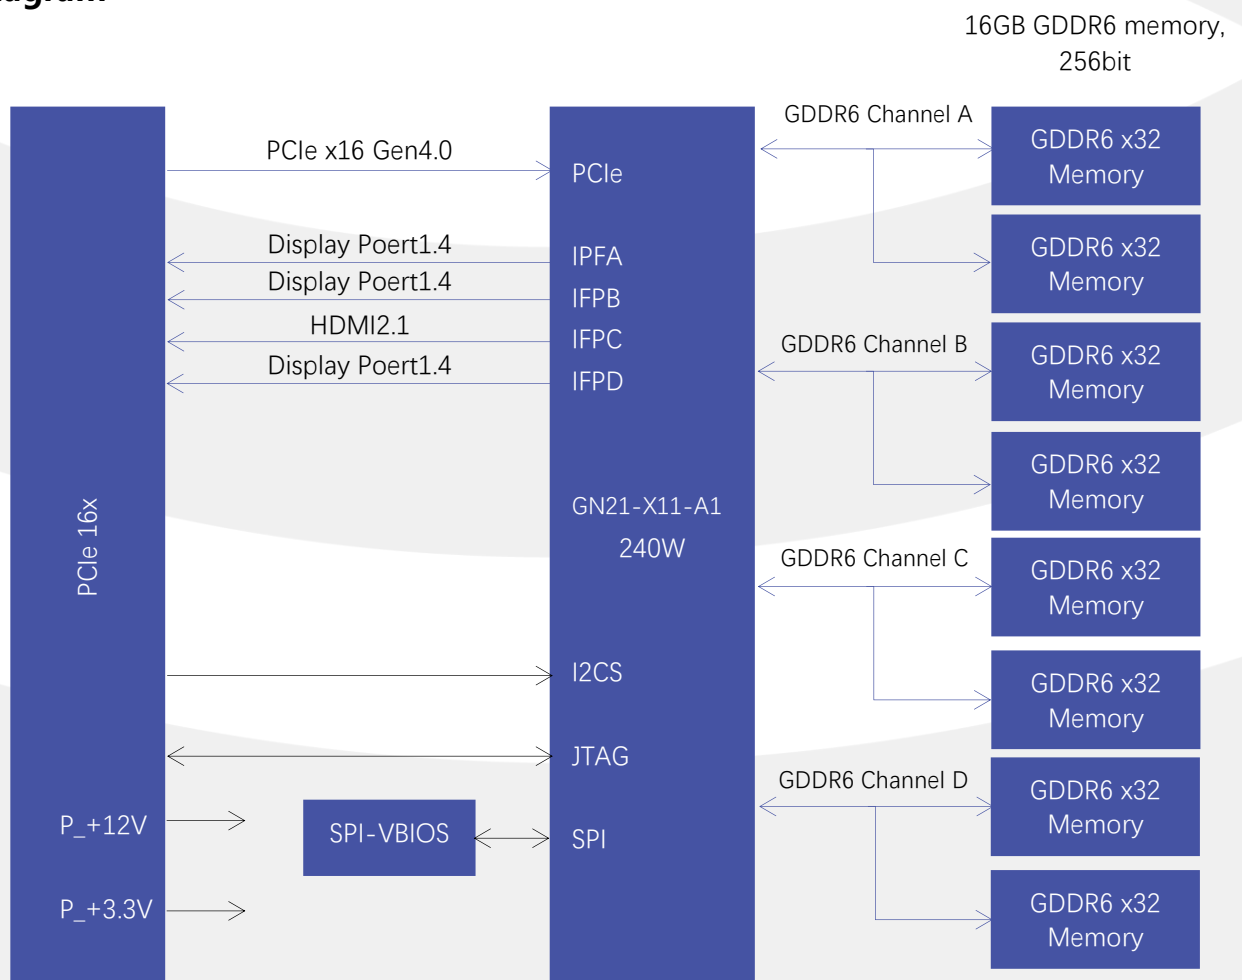 16GB GDDR6 memory,
256bit
PCIe x16 Gen4.0
Display Poert1.4
Display Poert1.4
HDMI2.1
Display Poert1.4
PCIe 16x
P_+12V
P_+3.3V
SPI-VBIOS
PCIe
IPFA
IFPB
IFPC
IFPD
GN21-X11-A1
240W
I2CS
JTAG
SPI
GDDR6 Channel A
GDDR6 Channel B
GDDR6 Channel C
GDDR6 Channel D
GDDR6 x32
Memory
GDDR6 x32
Memory
GDDR6 x32
Memory
GDDR6 x32
Memory
GDDR6 x32
Memory
GDDR6 x32
Memory
GDDR6 x32
Memory
GDDR6 x32
Memory